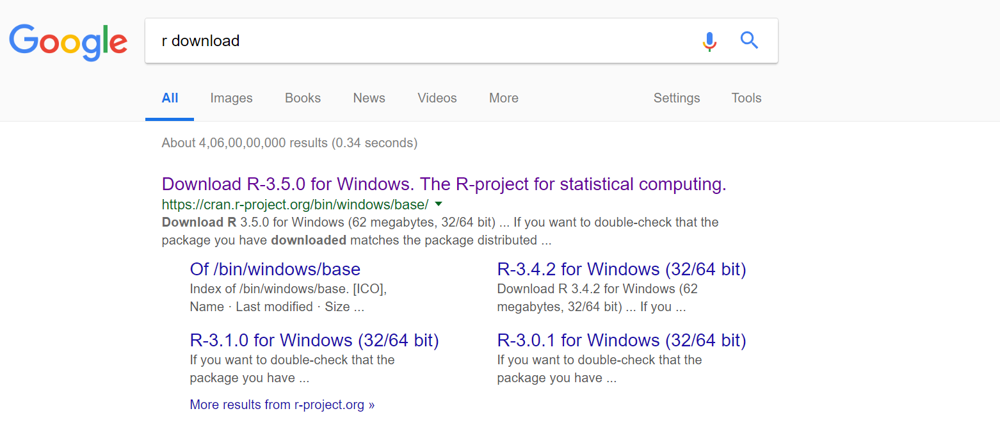 Google
r download
All Images Books News Videos More Settings Tools
About 4,06,00,00,000 results (0.34 seconds)
Download R-3.5.0 for Windows. The R-project for statistical computing.
https://cran.r-project.org/bin/windows/base/
Download R 3.5.0 for Windows (62 megabytes, 32/64 bit) ... If you want to double-check that the
package you have downloaded matches the package distributed ...
Of /bin/windows/base
Index of /bin/windows/base. [ICO],
Name · Last modified · Size ...
R-3.4.2 for Windows (32/64 bit)
Download R 3.4.2 for Windows (62
megabytes, 32/64 bit) ... If you ...
R-3.1.0 for Windows (32/64 bit)
If you want to double-check that the
package you have ...
R-3.0.1 for Windows (32/64 bit)
If you want to double-check that the
package you have ...
More results from r-project.org »